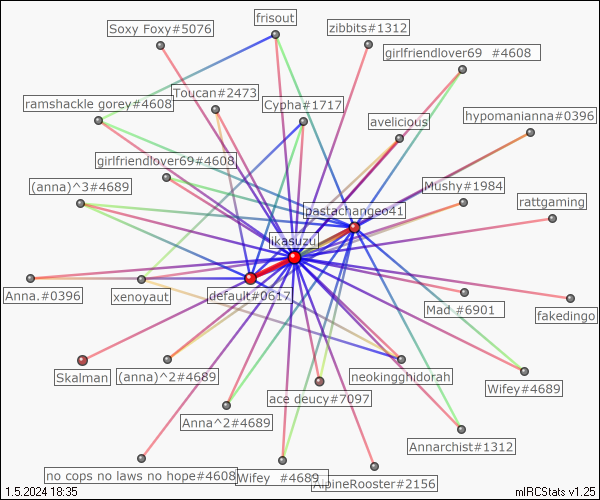 frisout
Soxy Foxy#5076
zibbits#1312
girlfriendlover69 #4608
Toucan#2473
ramshackle gorey#4608
Cypha#1717
hypomanianna#0396
avelicious
girlfriendlover69#4608
(anna)^3#4689
Mushy#1984
rattgaming
pastachangeo41
ikasuzu
Anna.#0396
xenoyaut
default#0617
Mad #6901
fakedingo
Skalman
(anna)^2#4689
neokingghidorah
Wifey#4689
ace deucy#7097
Anna^2#4689
Annarchist#1312
no cops no laws no hope#4608
Wifey #4689
AlpineRooster#2156
1.5.2024 18:35
mIRCStats v1.25